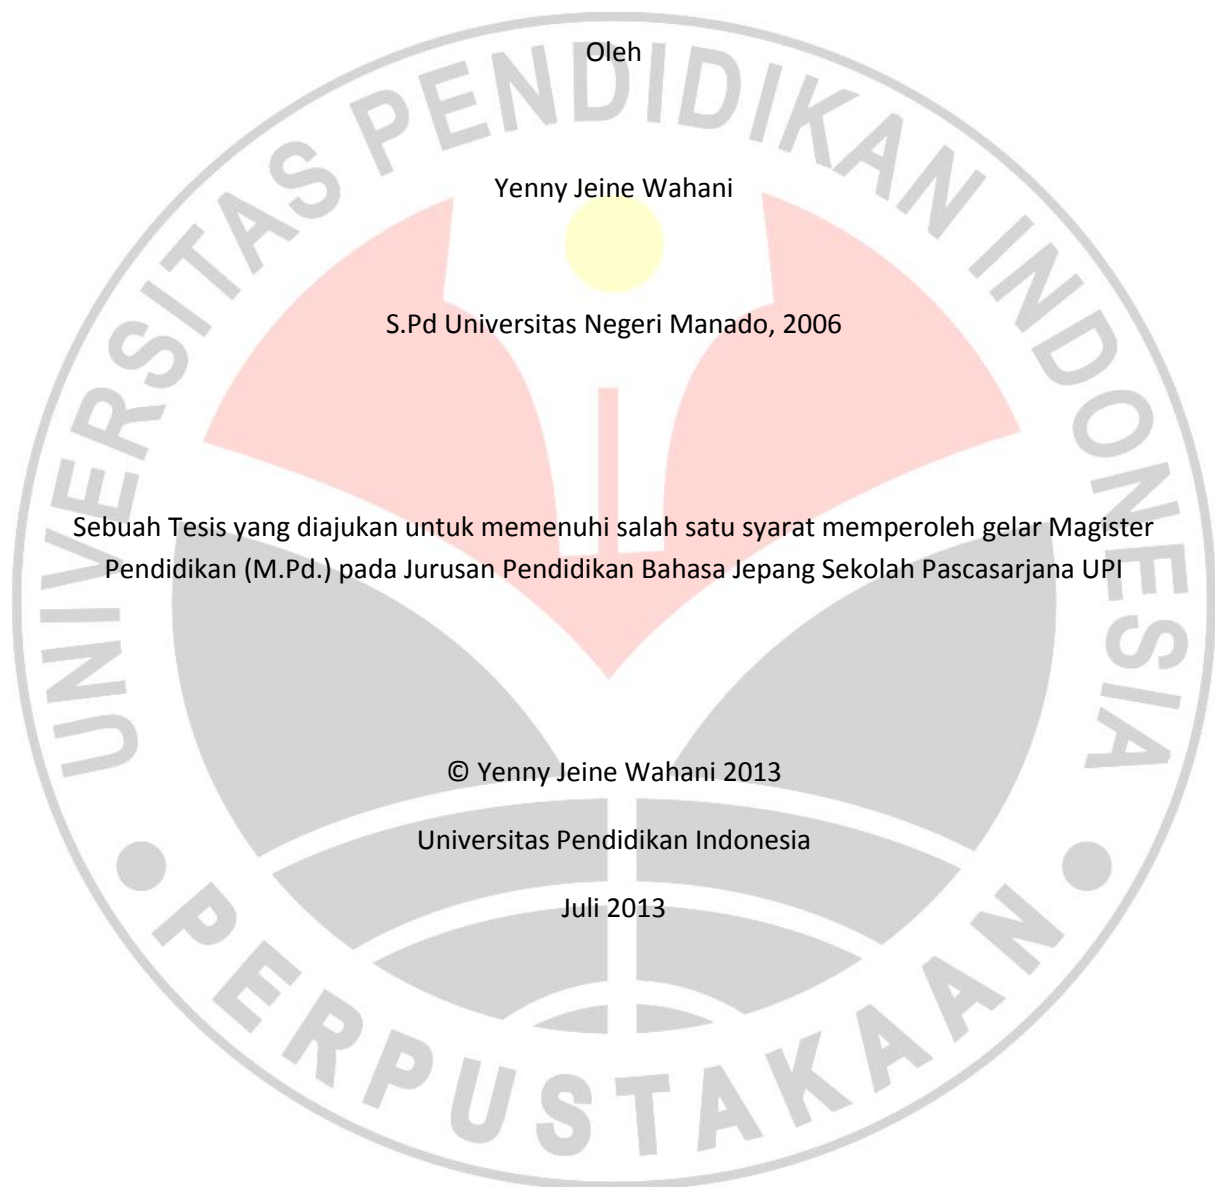 Oleh
Yenny Jeine Wahani
S.Pd Universitas Negeri Manado, 2006
Sebuah Tesis yang diajukan untuk memenuhi salah satu syarat memperoleh gelar Magister
Pendidikan (M.Pd.) pada Jurusan Pendidikan Bahasa Jepang Sekolah Pascasarjana UPI
© Yenny Jeine Wahani 2013
Universitas Pendidikan Indonesia
Juli 2013
UNIVERSITAS PENDIDIKAN INDONESIA
PERPUSTAKAAN